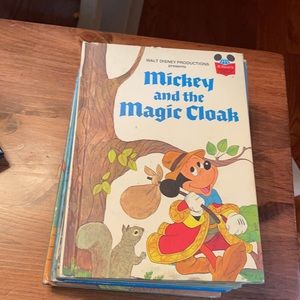 WALT DISNEY PRODUCTIONS
presents
Mickey
and the
Magic Cloak